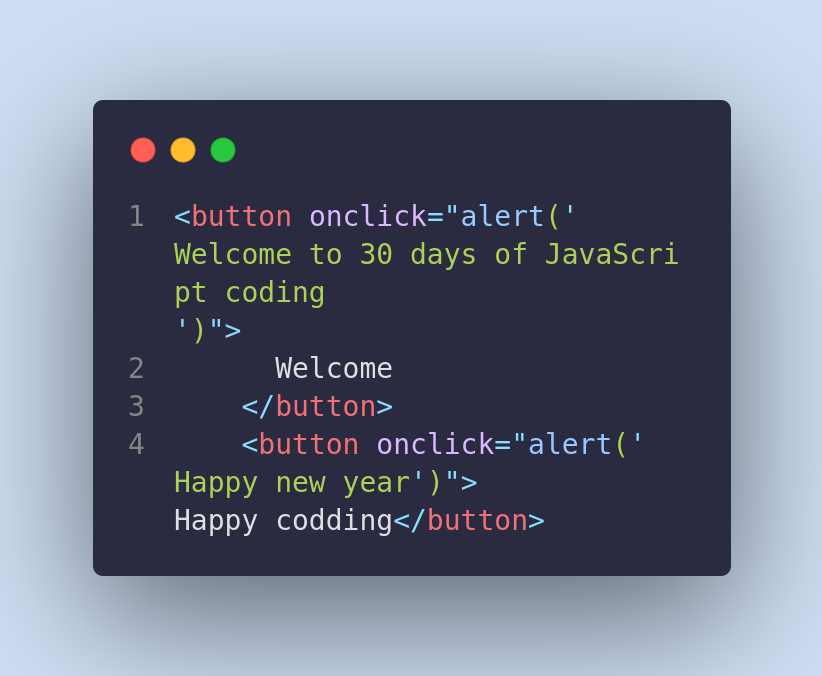 1 <button onclick="alert('
Welcome to 30 days of JavaScri
pt coding
')">
2       Welcome
3     </button>
4     <button onclick="alert('
Happy new year')">
Happy codding</button>